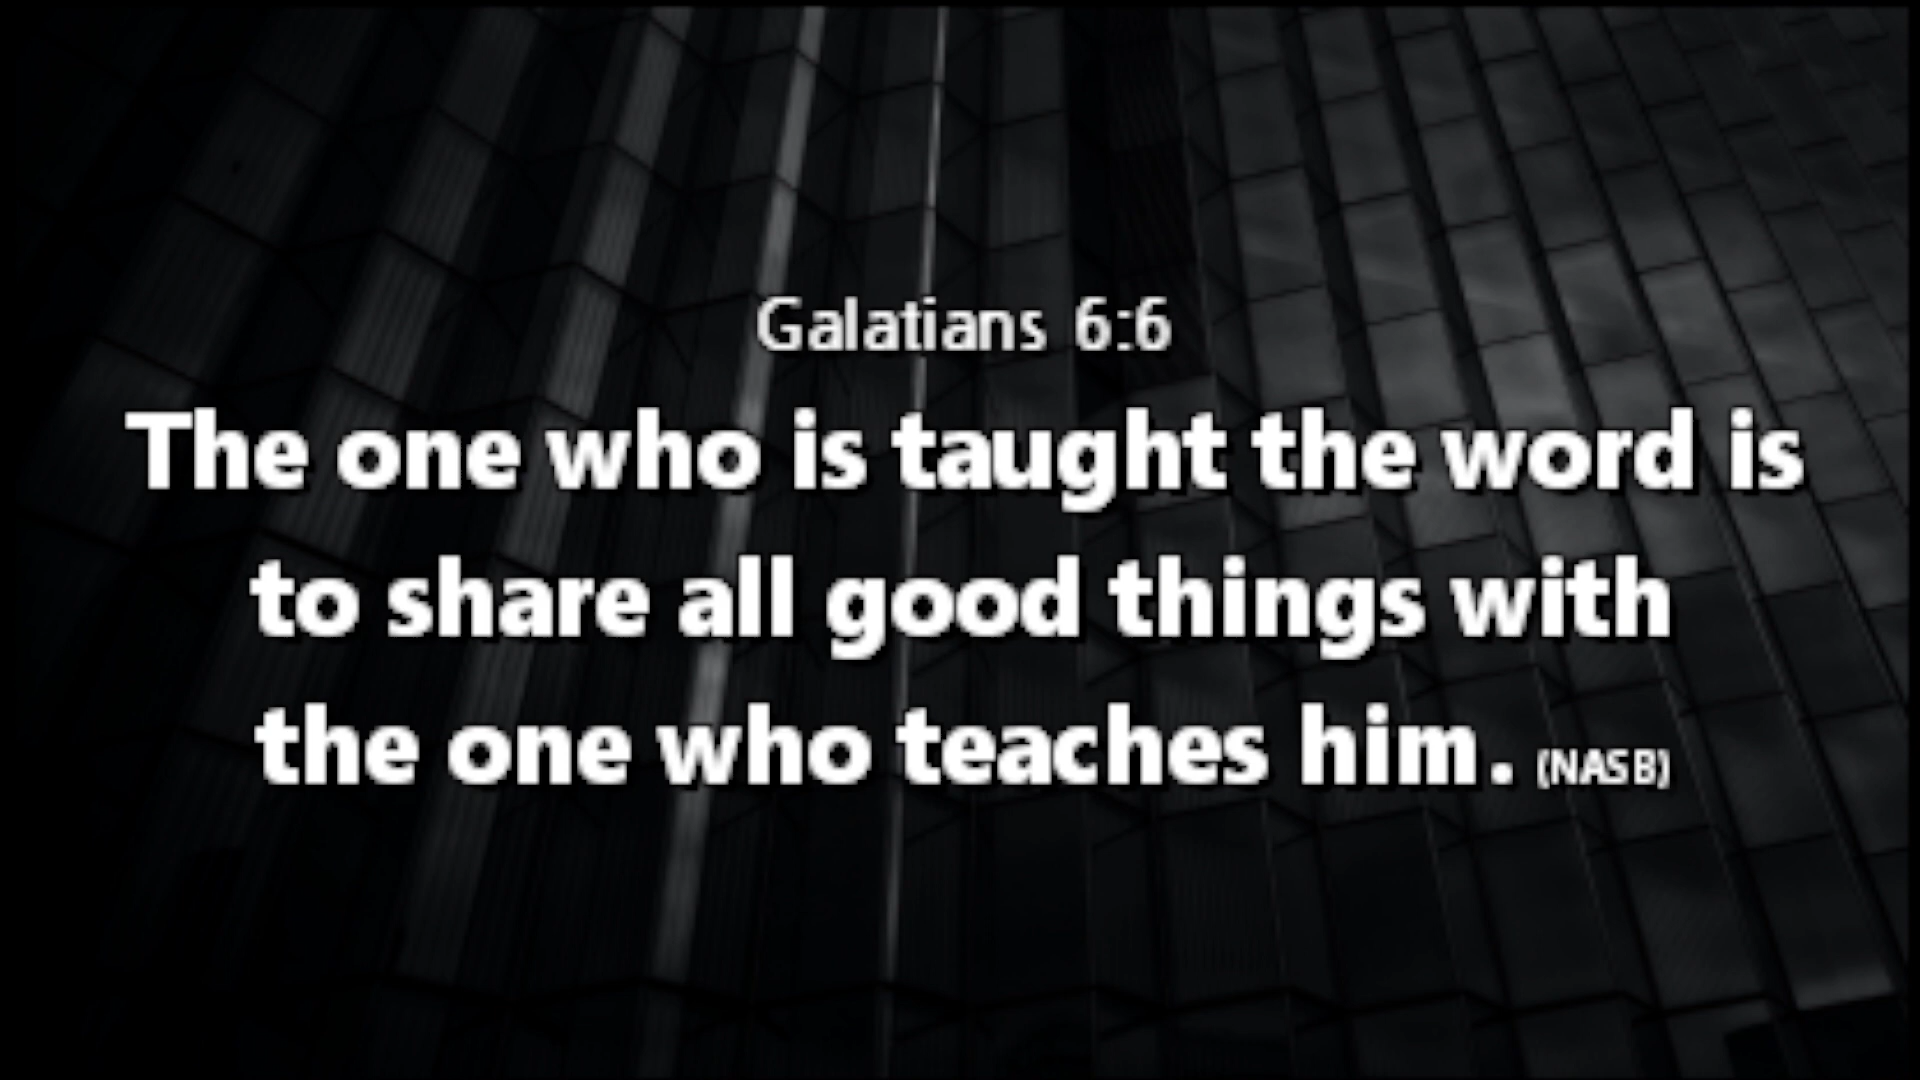 Galatians 6:6
The one who is taught the word is
to share all good things with
the one who teaches him. (NASB)